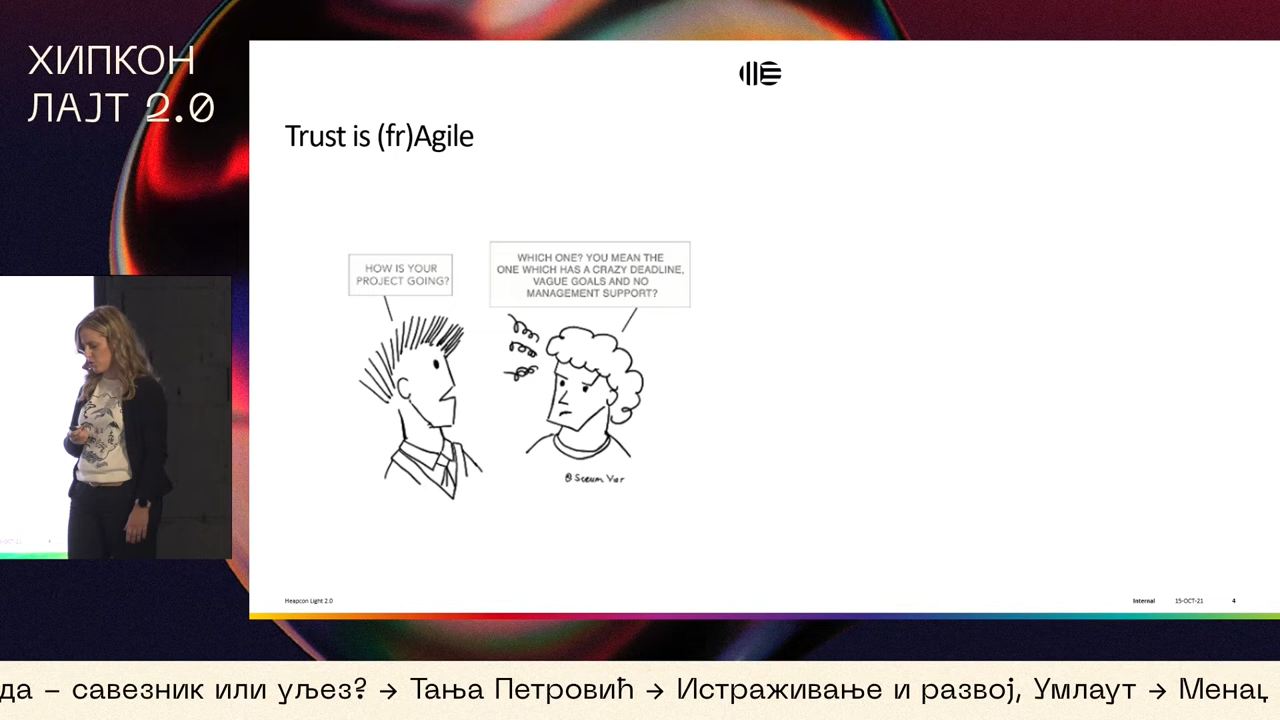 ХИПКОН
ЛАЈТ 2.0
Trust is (fr)Agile
HOW IS YOUR
PROJECT GOING?
WHICH ONE? YOU MEAN THE
ONE WHICH HAS A CRAZY DEADLINE,
VAGUE GOALS AND NO
MANAGEMENT SUPPORT?
@ Scrum Vor
Heapcon Light 2.0
Internal 15-OCT-21 4
да – савезник или уљез? → Тања Петровић → Истраживање и развој, Умлаут → Менаџ